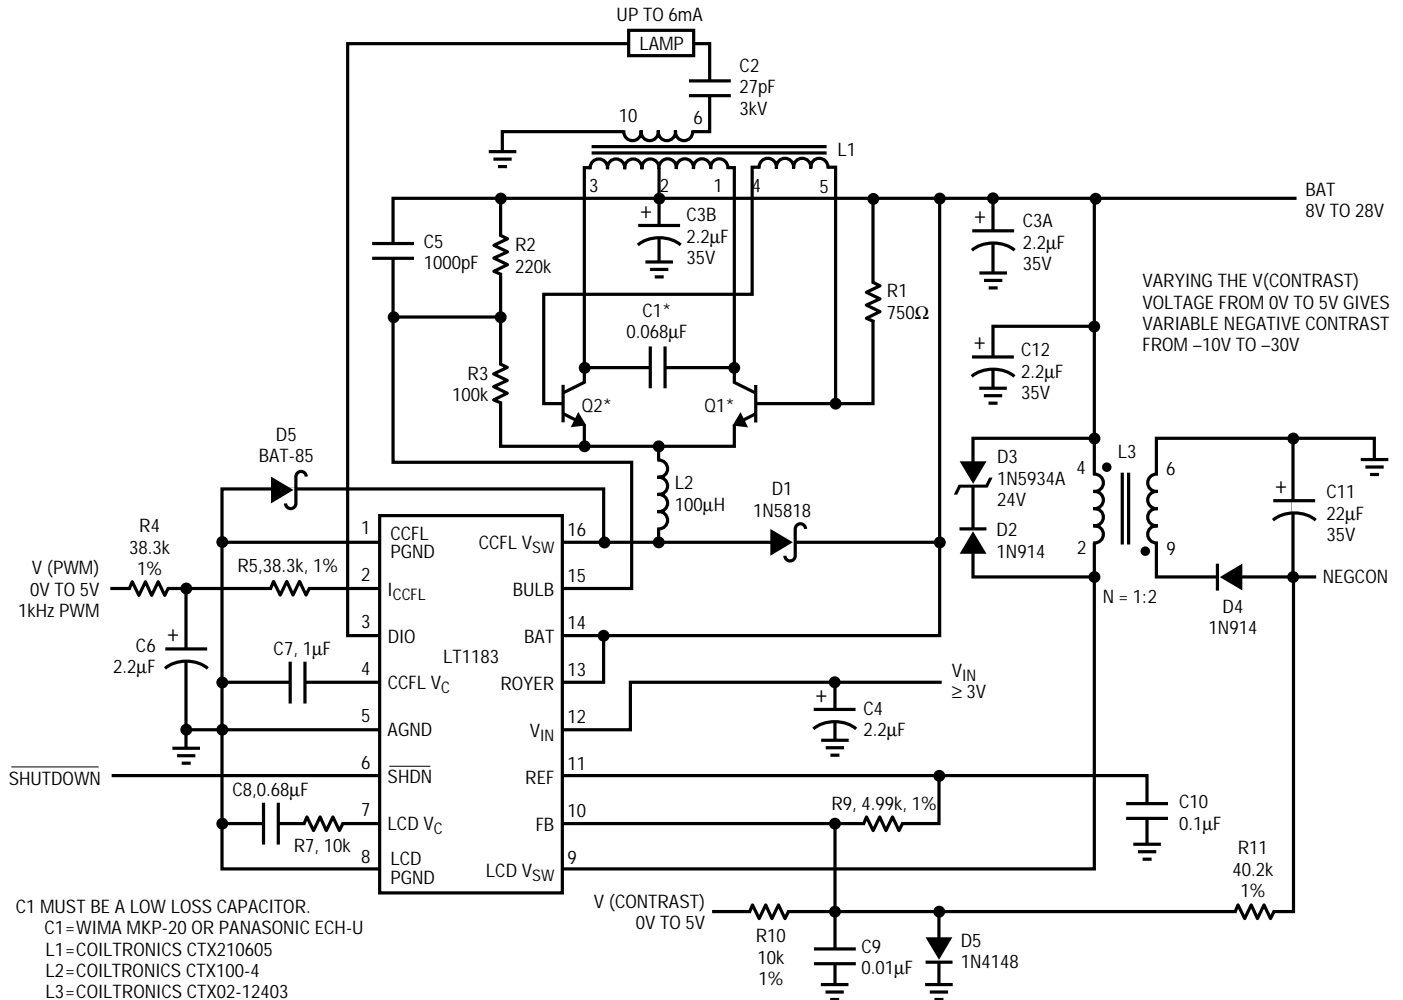 UP TO 6mA
LAMP
C2
27pF
3kV
10
6
L1
3
2
1
4
5
BAT
8V TO 28V
C5
1000pF
R2
220k
C3B
2.2µF
35V
+
C3A
2.2µF
35V
+
R1
750Ω
C1*
0.068µF
VARYING THE V(CONTRAST)
VOLTAGE FROM 0V TO 5V GIVES
VARIABLE NEGATIVE CONTRAST
FROM –10V TO –30V
+
C12
2.2µF
35V
R3
100k
Q2*
Q1*
D5
BAT-85
L2
100µH
D1
1N5818
D3
1N5934A
24V
D2
1N914
4
2
L3
6
9
N = 1:2
+
C11
22µF
35V
NEGCON
D4
1N914
R4
38.3k
1%
V (PWM)
0V TO 5V
1kHz PWM
R5,38.3k, 1%
+
C6
2.2µF
C7, 1µF
SHUTDOWN
C8,0.68µF
R7, 10k
1
CCFL
PGND
2
ICCFL
3
DIO
4
CCFL VC
5
AGND
6
SHDN
7
LCD VC
8
LCD
PGND
LT1183
16
CCFL VSW
15
BULB
14
BAT
13
ROYER
12
VIN
11
REF
10
FB
9
LCD VSW
VIN
≥ 3V
+
C4
2.2µF
R9, 4.99k, 1%
C10
0.1µF
R11
40.2k
1%
V (CONTRAST)
0V TO 5V
R10
10k
1%
C9
0.01µF
D5
1N4148
C1 MUST BE A LOW LOSS CAPACITOR.
C1=WIMA MKP-20 OR PANASONIC ECH-U
L1=COILTRONICS CTX210605
L2=COILTRONICS CTX100-4
L3=COILTRONICS CTX02-12403